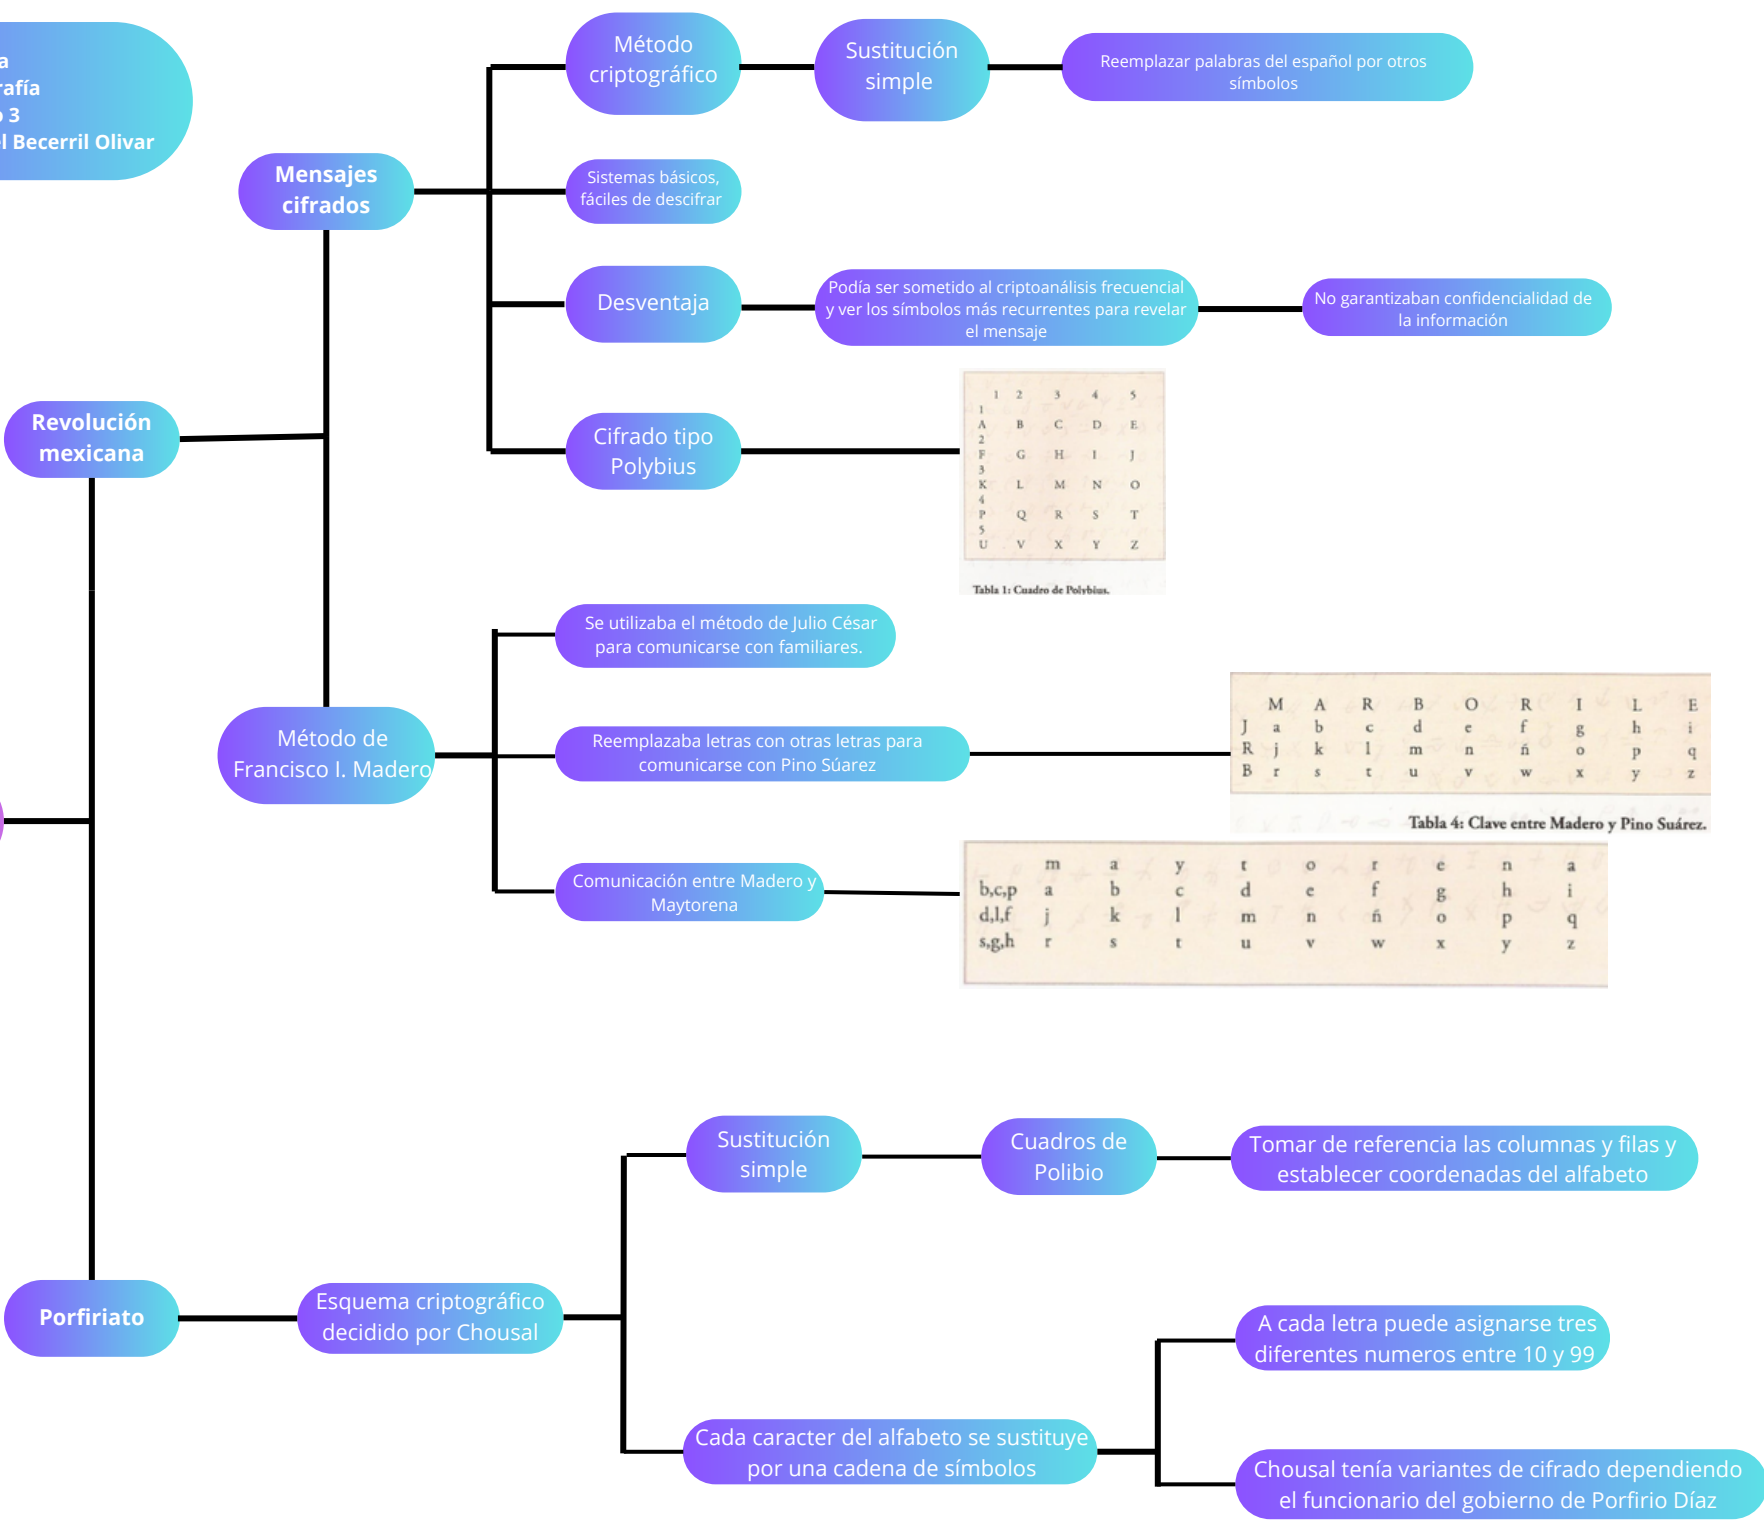 a
rafía
o 3
el Becerril Olivar
Mensajes
cifrados
Método
criptográfico
Sustitución
simple
Reemplazar palabras del español por otros
símbolos
Sistemas básicos,
fáciles de descifrar
Desventaja
Podía ser sometido al criptoanálisis frecuencial
y ver los símbolos más recurrentes para revelar
el mensaje
No garantizaban confidencialidad de
la información
Cifrado tipo
Polybius
1 2 3 4 5
1
A B C D E
2
F G H I J
3
K L M N O
4
P Q R S T
5
U V X Y Z
Tabla 1: Cuadro de Polybius.
Revolución
mexicana
Método de
Francisco I. Madero
Se utilizaba el método de Julio César
para comunicarse con familiares.
Reemplazaba letras con otras letras para
comunicarse con Pino Súarez
M A R B O R I L E
J a b c d e f g h i
R j k l m n ñ o p q
B r s t u v w x y z
Tabla 4: Clave entre Madero y Pino Suárez.
Comunicación entre Madero y
Maytorena
m a y t o r e n a
b,c,p a b c d e f g h i
d,l,f j k l m n ñ o p q
s,g,h r s t u v w x y z
Porfiriato
Esquema criptográfico
decidido por Chousal
Sustitución
simple
Cuadros de
Polibio
Tomar de referencia las columnas y filas y
establecer coordenadas del alfabeto
Cada caracter del alfabeto se sustituye
por una cadena de símbolos
A cada letra puede asignarse tres
diferentes numeros entre 10 y 99
Chousal tenía variantes de cifrado dependiendo
el funcionario del gobierno de Porfirio Díaz